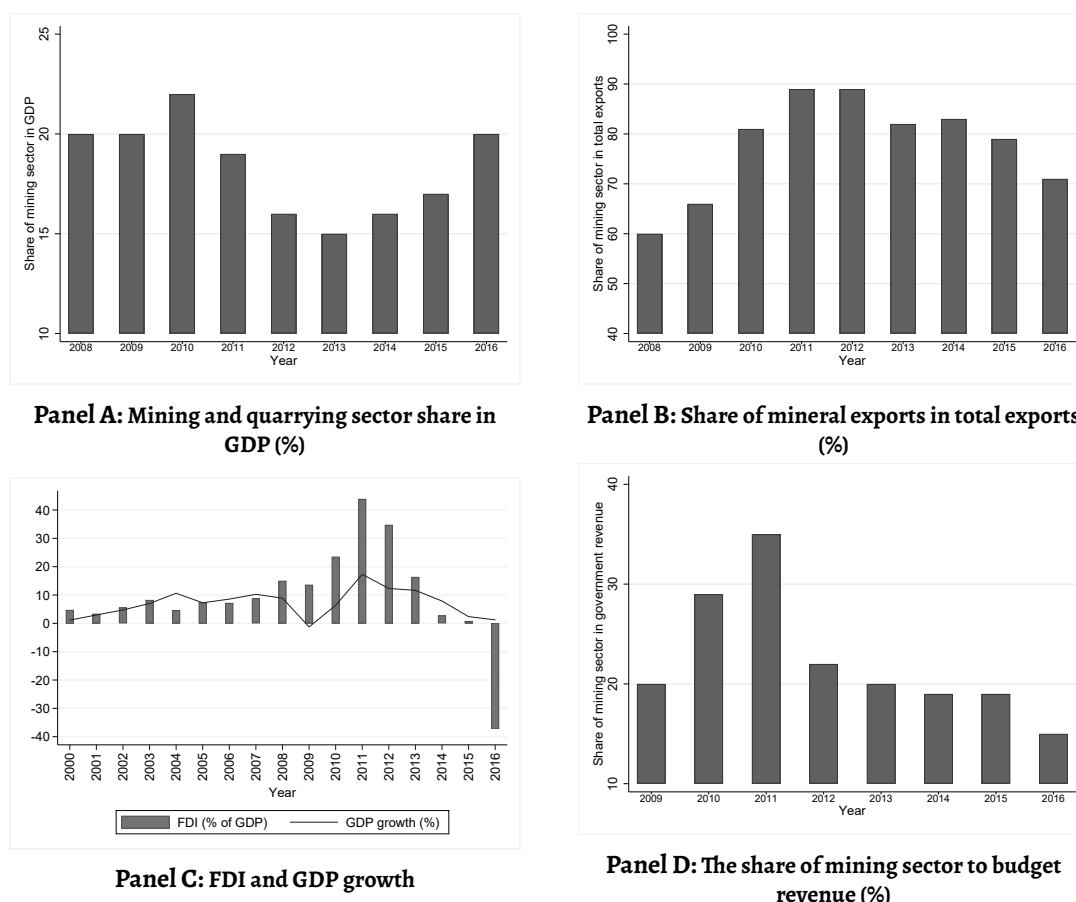 25
20
15
10
Share of mining sector in GDP
2008 2009 2010 2011 2012 2013 2014 2015 2016
Year
Panel A: Mining and quarrying sector share in
GDP (%)
100
90
80
70
60
50
40
Share of mining sector in total exports
2008 2009 2010 2011 2012 2013 2014 2015 2016
Year
Panel B: Share of mineral exports in total exports
(%)
40
30
20
10
0
-10
-20
-30
-40
2000 2001 2002 2003 2004 2005 2006 2007 2008 2009 2010 2011 2012 2013 2014 2015 2016
Year
FDI (% of GDP) GDP growth (%)
Panel C: FDI and GDP growth
40
30
20
10
Share of mining sector in government revenue
2009 2010 2011 2012 2013 2014 2015 2016
Year
Panel D: The share of mining sector to budget
revenue (%)